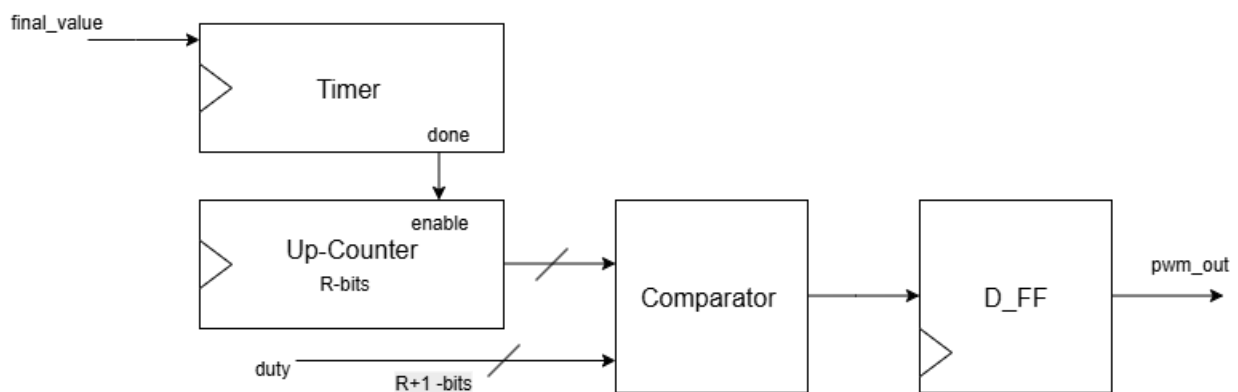 final_value
Timer
done
enable
Up-Counter
R-bits
Comparator
D_FF
pwm_out
duty
R+1 -bits